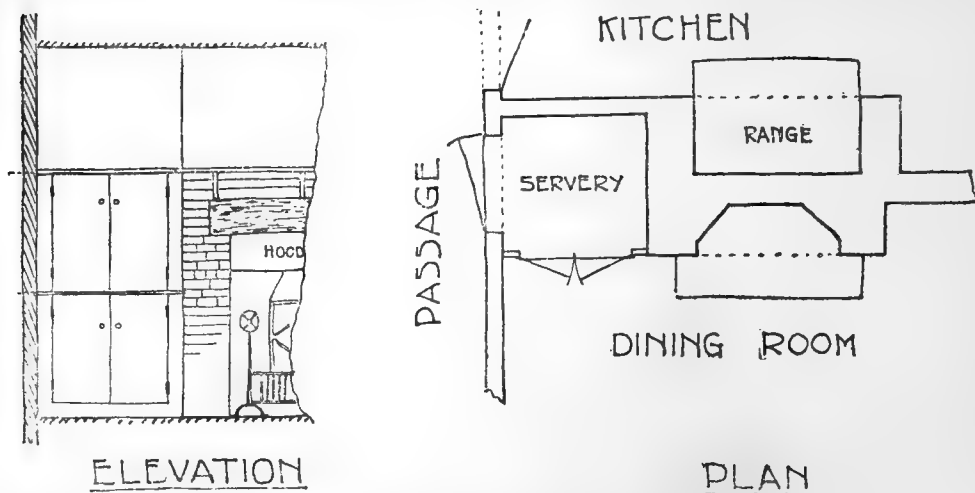 HOOD
ELEVATION
KITCHEN
RANGE
SERVERY
PASSAGE
DINING ROOM
PLAN